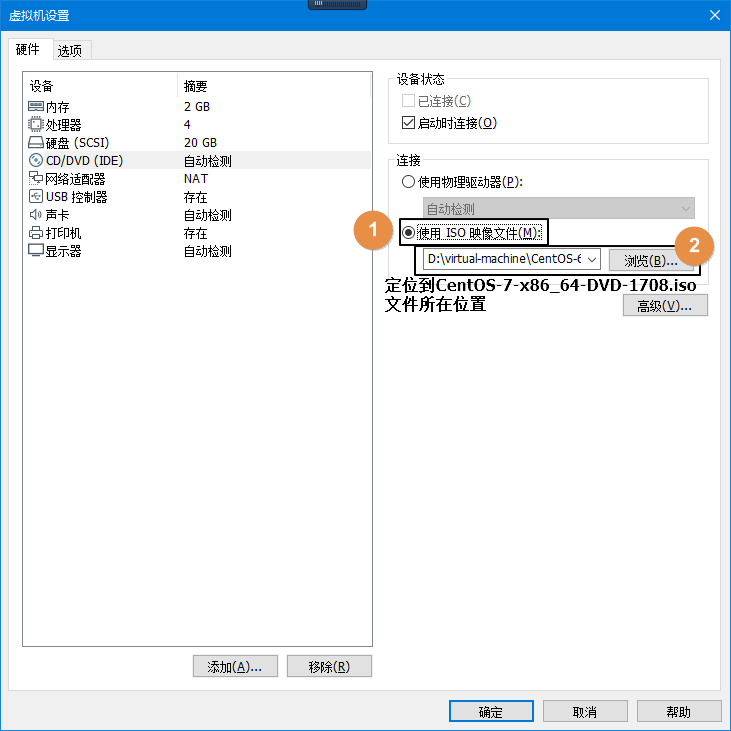 虚拟机设置
硬件 选项
设备 摘要
内存 2 GB
处理器 4
硬盘 (SCSI) 20 GB
CD/DVD (IDE) 自动检测
网络适配器 NAT
USB 控制器 存在
声卡 自动检测
打印机 存在
显示器 自动检测
添加(A)... 移除(R)
设备状态
已连接(C)
启动时连接(O)
连接
使用物理驱动器(P):
自动检测
1
使用 ISO 映像文件(M):
2
D:\virtual-machine\CentOS-6 浏览(B)...
定位到CentOS-7-x86_64-DVD-1708.iso
文件所在位置
高级(V)...
确定 取消 帮助